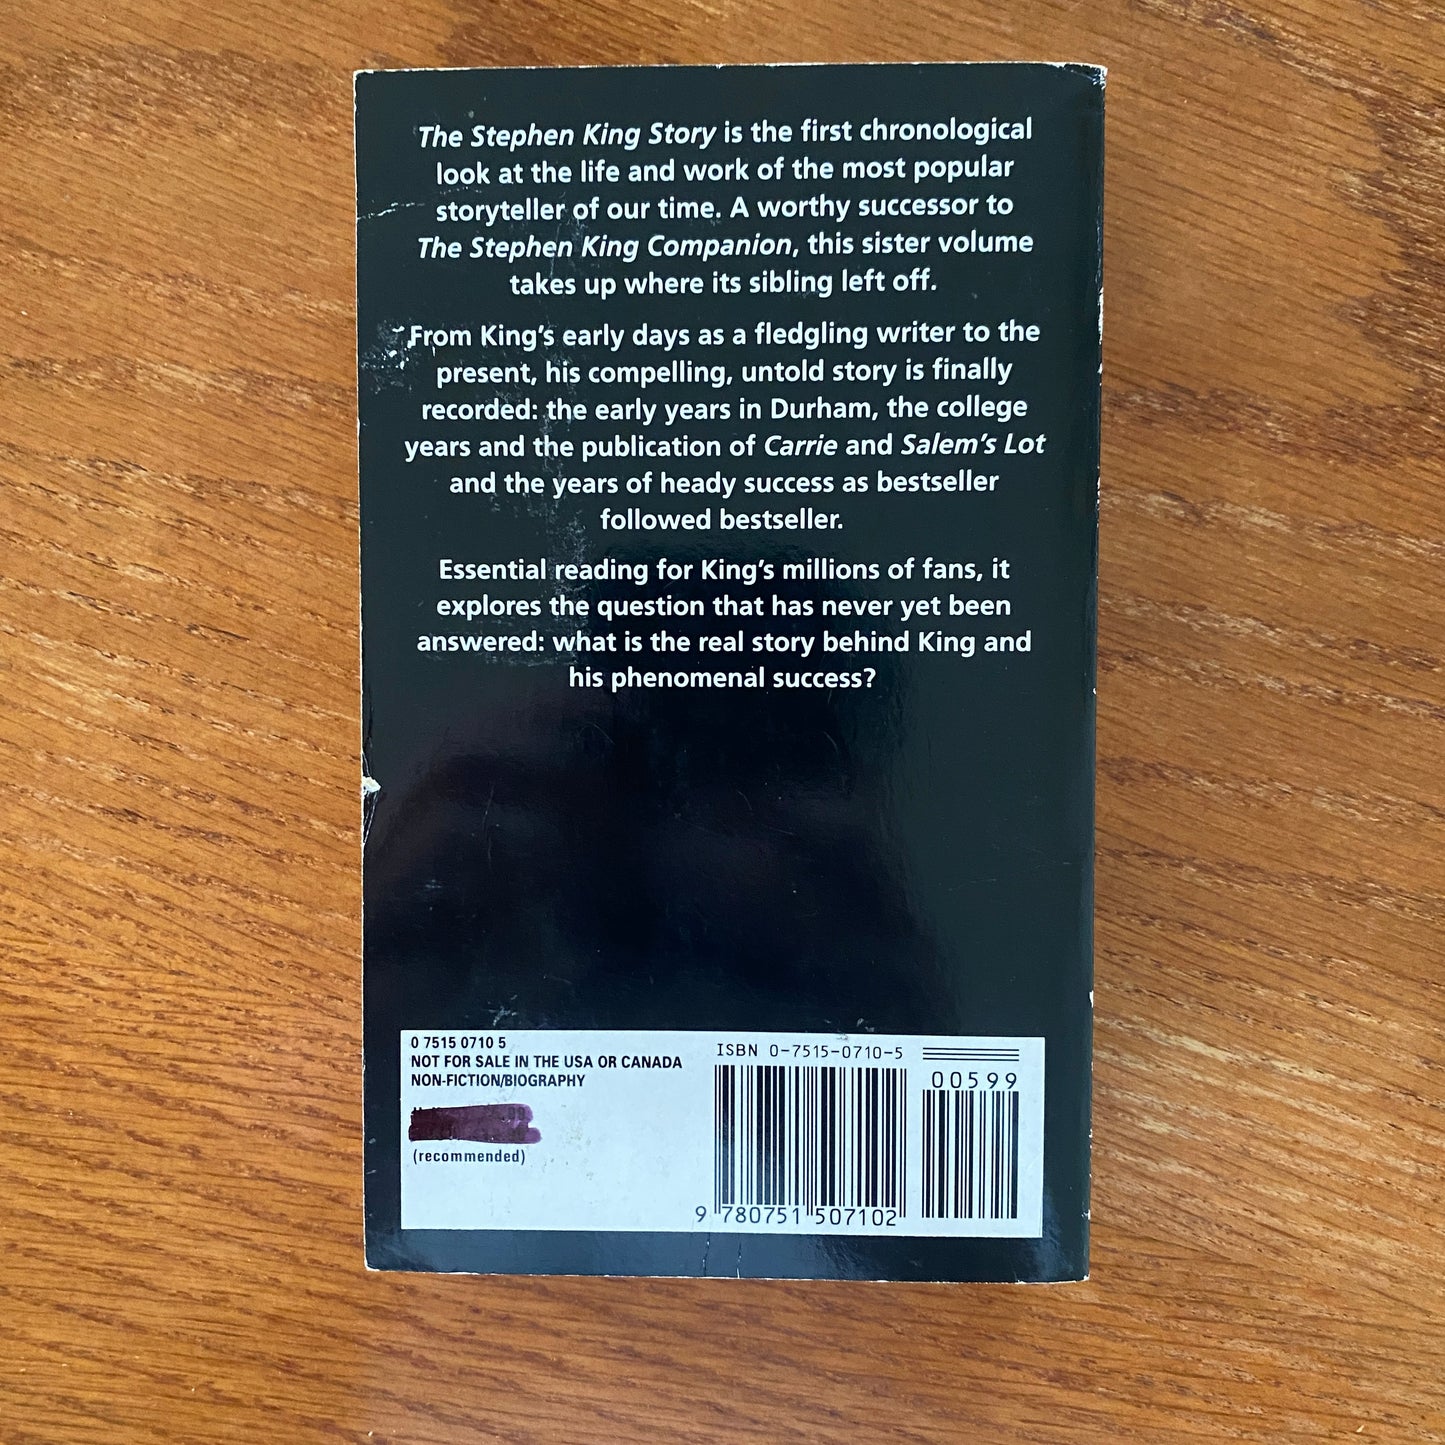 The Stephen King Story is the first chronological
look at the life and work of the most popular
storyteller of our time. A worthy successor to
The Stephen King Companion, this sister volume
takes up where its sibling left off.
From King's early days as a fledgling writer to the
present, his compelling, untold story is finally
recorded: the early years in Durham, the college
years and the publication of Carrie and Salem's Lot
and the years of heady success as bestseller
followed bestseller.
Essential reading for King's millions of fans, it
explores the question that has never yet been
answered: what is the real story behind King and
his phenomenal success?
0 7515 0710 5
NOT FOR SALE IN THE USA OR CANADA
NON-FICTION/BIOGRAPHY
(recommended)
ISBN 0-7515-0710-5
00599
9 780751 507102